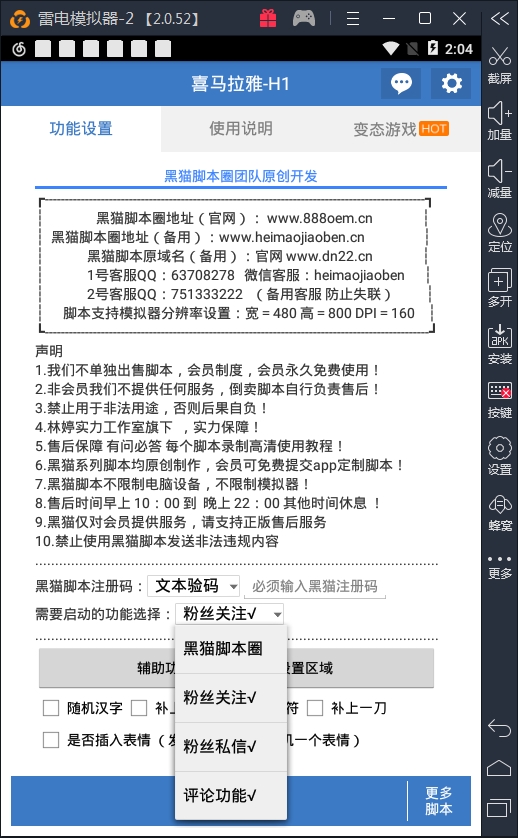 雷电模拟器-2 【2.0.52】
2:04
喜马拉雅-H1
功能设置 使用说明 变态游戏 HOT
黑猫脚本圈团队原创开发
黑猫脚本圈地址（官网）： www.888oem.cn
黑猫脚本圈地址（备用）：www.heimaojiaoben.cn
黑猫脚本原域名（备用）：官网 www.dn22.cn
1号客服QQ：63708278 微信客服：heimaojiaoben
2号客服QQ：751333222 （ 备用客服 防止失联）
脚本支持模拟器分辨率设置：宽 = 480 高 = 800 DPI = 160
声明
1.我们不单独出售脚本，会员制度，会员永久免费使用！
2.非会员我们不提供任何服务，倒卖脚本自行负责售后！
3.禁止用于非法用途，否则后果自负！
4.林婷实力工作室旗下 ，实力保障！
5.售后保障 有问必答 每个脚本录制高清使用教程！
6.黑猫系列脚本均原创制作，会员可免费提交app定制脚本！
7.黑猫脚本不限制电脑设备，不限制模拟器！
8.售后时间早上 10：00 到 晚上 22：00 其他时间休息 ！
9.黑猫仅对会员提供服务，请支持正版售后服务
10.禁止使用黑猫脚本发送非法违规内容
黑猫脚本注册码： 文本验码 必须输入黑猫注册码
需要启动的功能选择： 粉丝关注√
黑猫脚本圈
粉丝关注√
粉丝私信√
评论功能√
辅助功 设置区域
随机汉字 补上 符 补上一刀
是否插入表情（发 机一个表情）
更多
脚本
截屏
加量
减量
定位
多开
APK
安装
按键
设置
蜂窝
更多